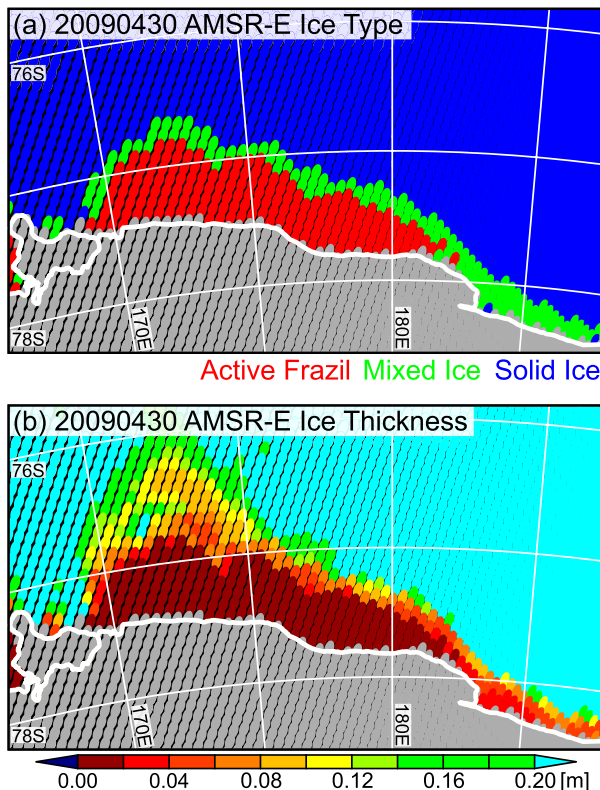 (a) 20090430 AMSR-E Ice Type
76S
170E
180E
78S
Active Frazil Mixed Ice Solid Ice
(b) 20090430 AMSR-E Ice Thickness
76S
170E
180E
78S
0.00 0.04 0.08 0.12 0.16 0.20 [m]